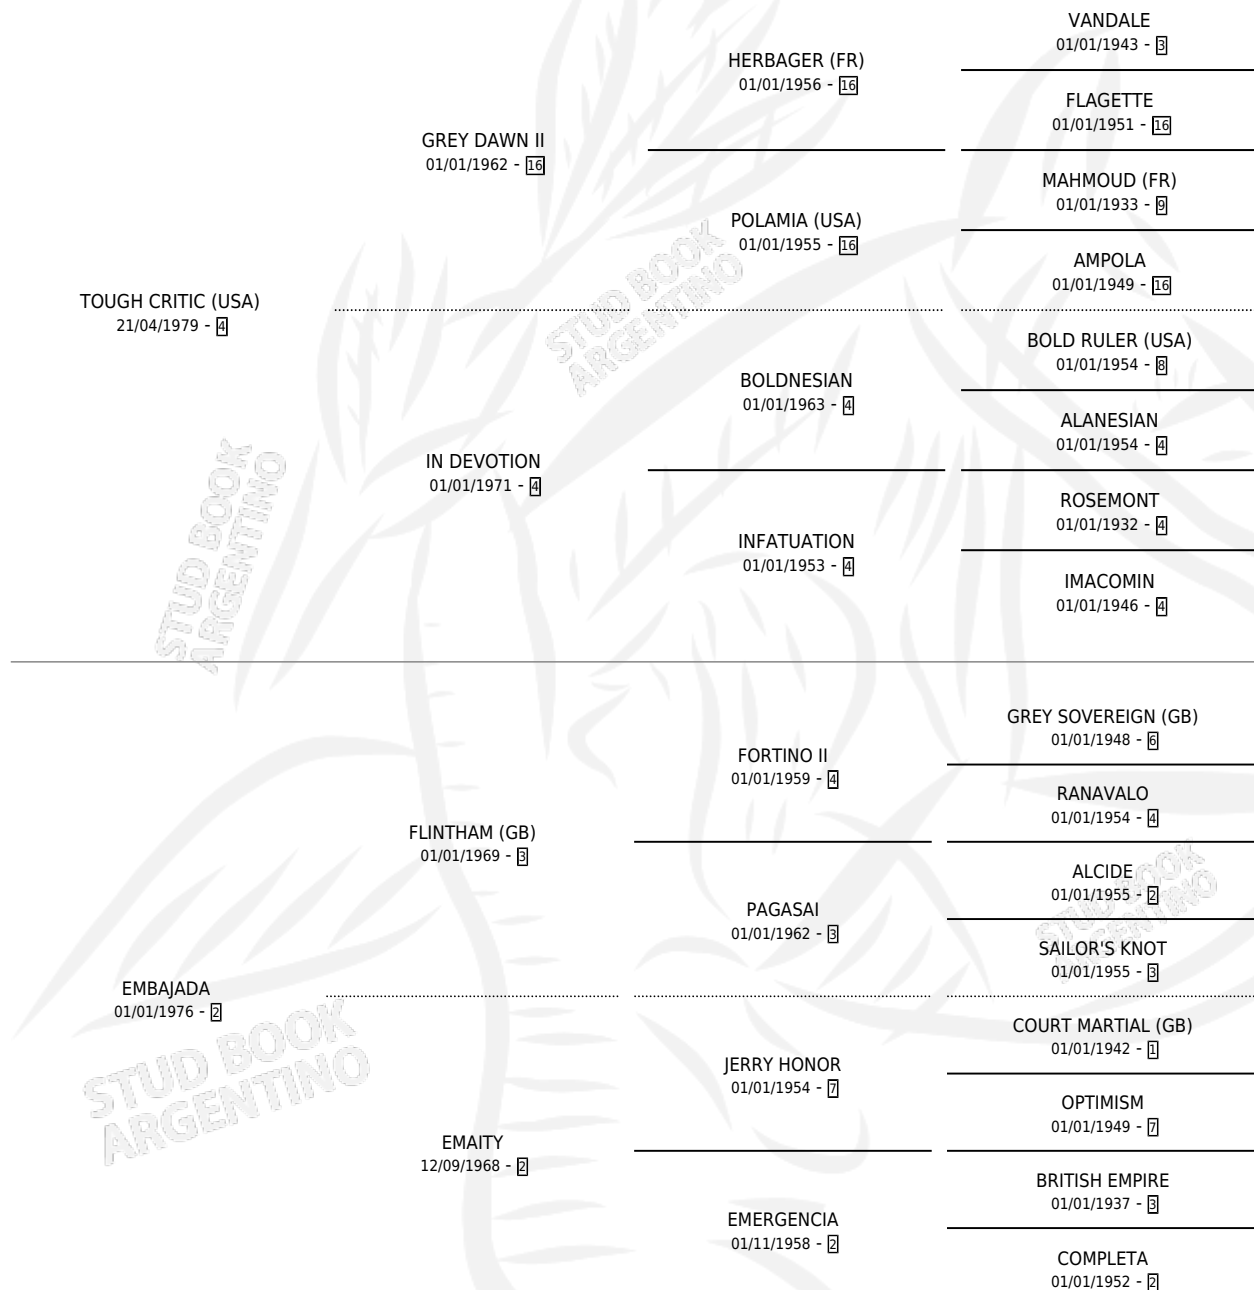 VANDALE
01/01/1943 - 3
HERBAGER (FR)
01/01/1956 - 16
FLAGETTE
01/01/1951 - 16
GREY DAWN II
01/01/1962 - 16
MAHMOUD (FR)
01/01/1933 - 9
POLAMIA (USA)
01/01/1955 - 16
AMPOLA
01/01/1949 - 16
TOUGH CRITIC (USA)
21/04/1979 - 4
STUD BOOK
ARGENTINO
BOLD RULER (USA)
01/01/1954 - 8
BOLDNESIAN
01/01/1963 - 4
ALANESIAN
01/01/1954 - 4
IN DEVOTION
01/01/1971 - 4
ROSEMONT
01/01/1932 - 4
INFATUATION
01/01/1953 - 4
IMACOMIN
01/01/1946 - 4
STUD BOOK
ARGENTINO
GREY SOVEREIGN (GB)
01/01/1948 - 6
FORTINO II
01/01/1959 - 4
RANAVALO
01/01/1954 - 4
FLINTHAM (GB)
01/01/1969 - 3
ALCIDE
01/01/1955 - 2
PAGASAI
01/01/1962 - 3
SAILOR'S KNOT
01/01/1955 - 3
STUD BOOK
ARGENTINO
EMBAJADA
01/01/1976 - 2
COURT MARTIAL (GB)
01/01/1942 - 1
JERRY HONOR
01/01/1954 - 7
OPTIMISM
01/01/1949 - 7
STUD BOOK
ARGENTINO
EMAITY
12/09/1968 - 2
BRITISH EMPIRE
01/01/1937 - 3
EMERGENCIA
01/11/1958 - 2
COMPLETA
01/01/1952 - 2